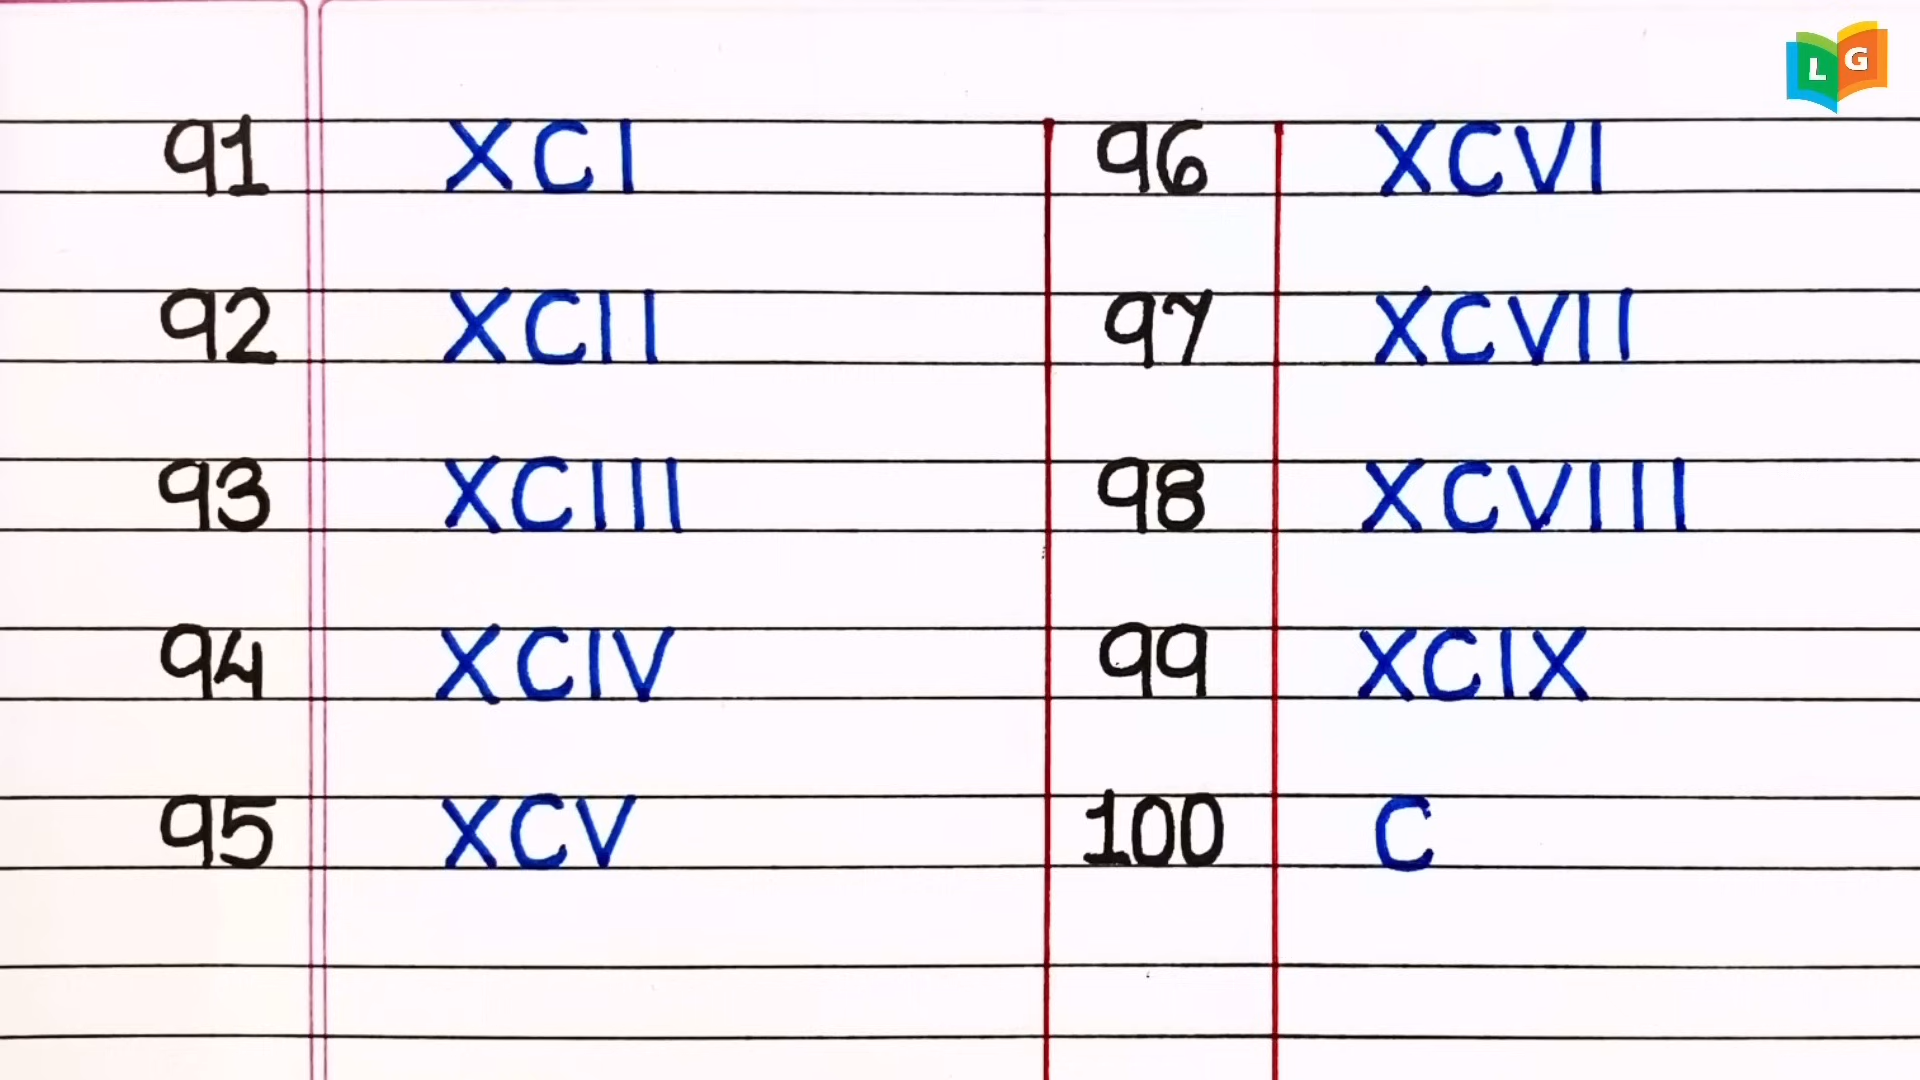 L G
91 XCI 96 XCVI
92 XCII 97 XCVII
93 XCIII 98 XCVIII
94 XCIV 99 XCIX
95 XCV 100 C